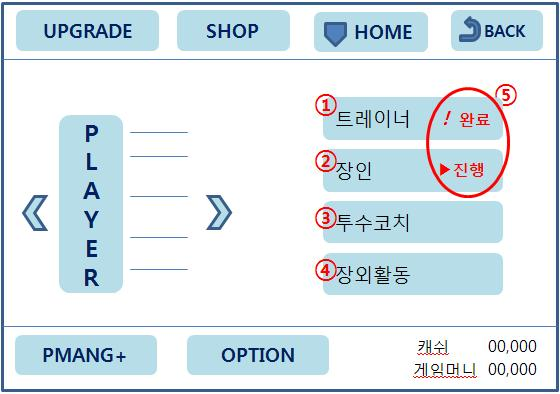 UPGRADE SHOP HOME BACK
⑤
① 트레이너 ! 완료
② 장인 ▶진행
③ 투수코치
④ 장외활동
PLAYER
PMANG+ OPTION
캐쉬 00,000
게임머니 00,000